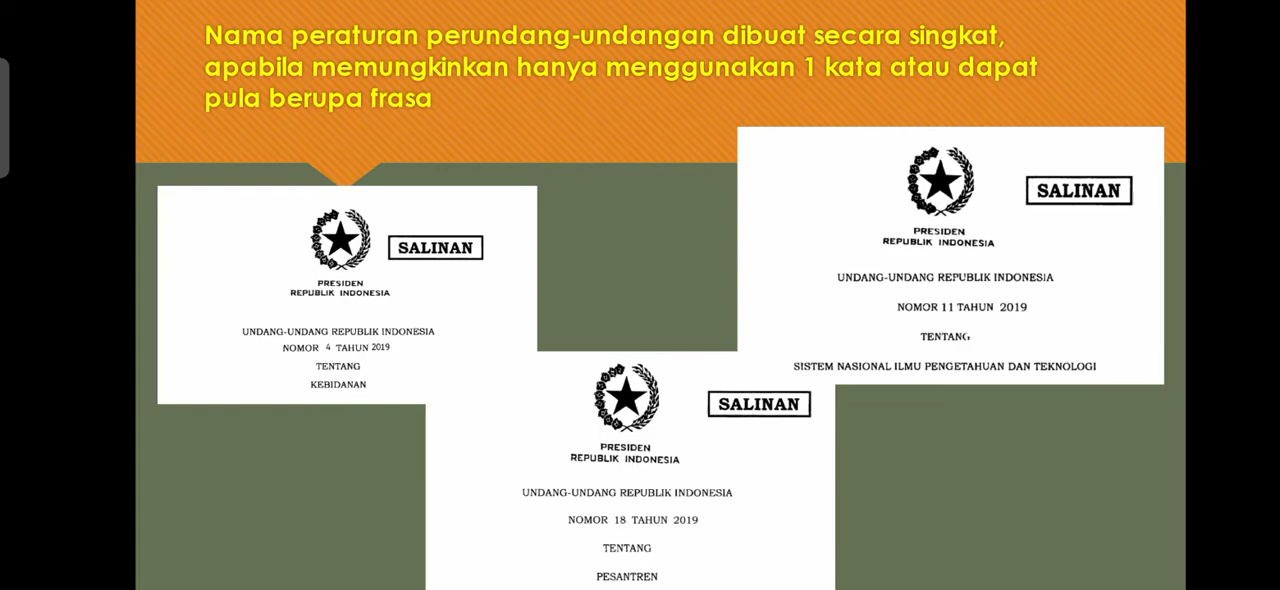 Nama peraturan perundang-undangan dibuat secara singkat,
apabila memungkinkan hanya menggunakan 1 kata atau dapat
pula berupa frasa
SALINAN
PRESIDEN
REPUBLIK INDONESIA
UNDANG-UNDANG REPUBLIK INDONESIA
NOMOR 4 TAHUN 2019
TENTANG
KEBIDANAN
SALINAN
PRESIDEN
REPUBLIK INDONESIA
UNDANG-UNDANG REPUBLIK INDONESIA
NOMOR 18 TAHUN 2019
TENTANG
PESANTREN
SALINAN
PRESIDEN
REPUBLIK INDONESIA
UNDANG-UNDANG REPUBLIK INDONESIA
NOMOR 11 TAHUN 2019
TENTANG
SISTEM NASIONAL ILMU PENGETAHUAN DAN TEKNOLOGI